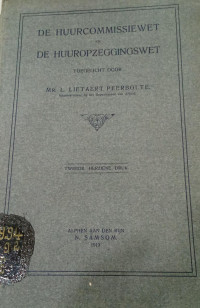 DE HUURCOMMISSIEWET
EN
DE HUUROPZEGGINGSWET
TOEGELICHT DOOR
MR. L. LIETAERT PEERBOLTE,
TWEEDE, HERZIENE, DRUK
ALPHEN AAN DEN RIJN
N. SAMSOM